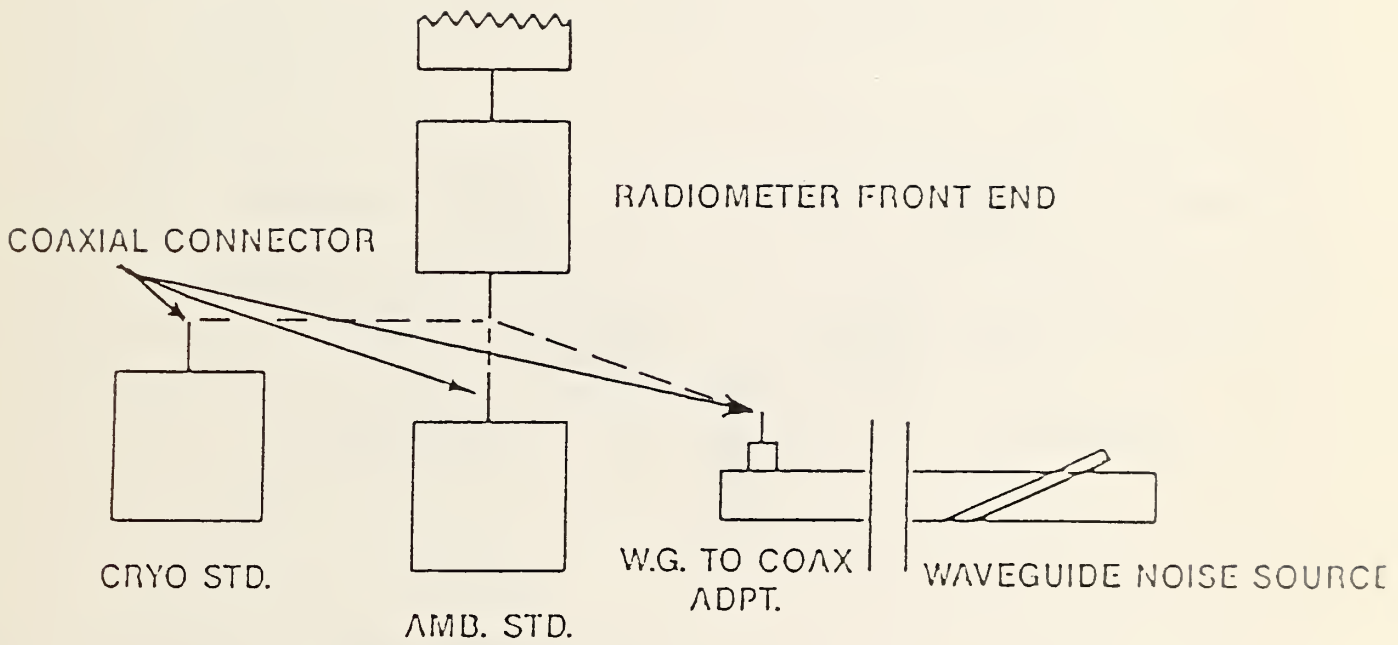 RADIOMETER FRONT END
COAXIAL CONNECTOR
CRYO STD.
AMB. STD.
W.G. TO COAX
ADPT.
WAVEGUIDE NOISE SOURCE